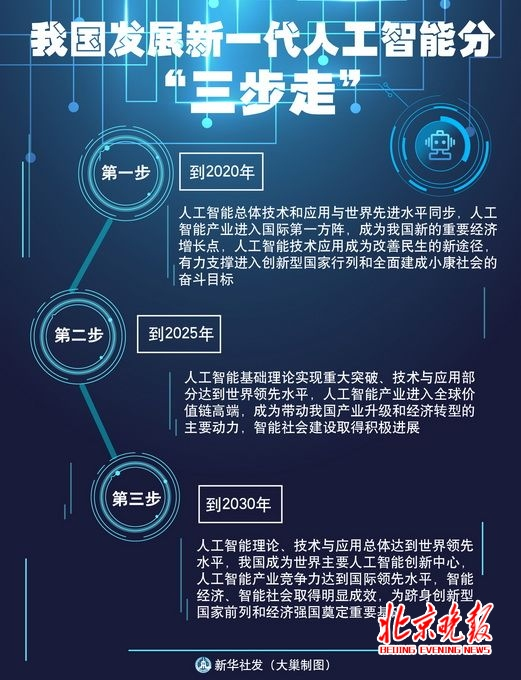 我国发展新一代人工智能分
“三步走”
第一步
到2020年
人工智能总体技术和应用与世界先进水平同步，人工
智能产业进入国际第一方阵，成为我国新的重要经济
增长点，人工智能技术应用成为改善民生的新途径，
有力支撑进入创新型国家行列和全面建成小康社会的
奋斗目标
第二步
到2025年
人工智能基础理论实现重大突破、技术与应用部
分达到世界领先水平，人工智能产业进入全球价
值链高端，成为带动我国产业升级和经济转型的
主要动力，智能社会建设取得积极进展
第三步
到2030年
人工智能理论、技术与应用总体达到世界领先
水平，我国成为世界主要人工智能创新中心，
人工智能产业竞争力达到国际领先水平，智能
经济、智能社会取得明显成效，为跻身创新型
国家前列和经济强国奠定重要基
北京晚报
BEIJING EVENING NEWS
新华社发（大巢制图）